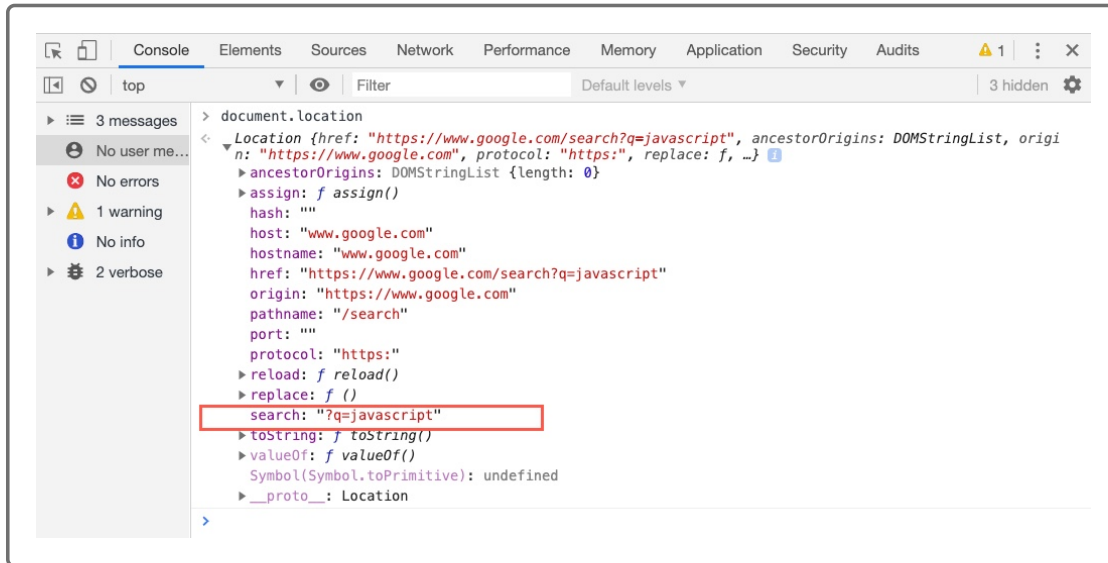 Console Elements Sources Network Performance Memory Application Security Audits 1
top Filter Default levels 3 hidden
3 messages
No user me...
No errors
1 warning
No info
2 verbose
> document.location
Location {href: "https://www.google.com/search?q=javascript", ancestorOrigins: DOMStringList, origi
n: "https://www.google.com", protocol: "https:", replace: ƒ, …}
ancestorOrigins: DOMStringList {length: 0}
assign: ƒ assign()
hash: ""
host: "www.google.com"
hostname: "www.google.com"
href: "https://www.google.com/search?q=javascript"
origin: "https://www.google.com"
pathname: "/search"
port: ""
protocol: "https:"
reload: ƒ reload()
replace: ƒ ()
search: "?q=javascript"
toString: ƒ toString()
valueOf: ƒ valueOf()
Symbol(Symbol.toPrimitive): undefined
__proto__: Location
>